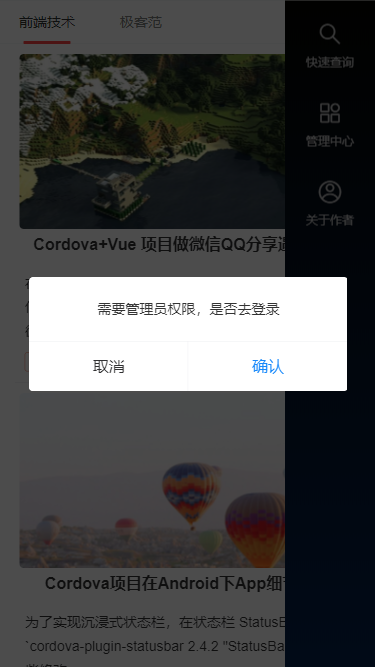 前端技术
极客范
快速查询
管理中心
关于作者
Cordova+Vue 项目做微信QQ分享
需要管理员权限，是否去登录
取消
确认
Cordova项目在Android下App细
为了实现沉浸式状态栏，在状态栏 StatusB
`cordova-plugin-statusbar 2.4.2 "StatusBa